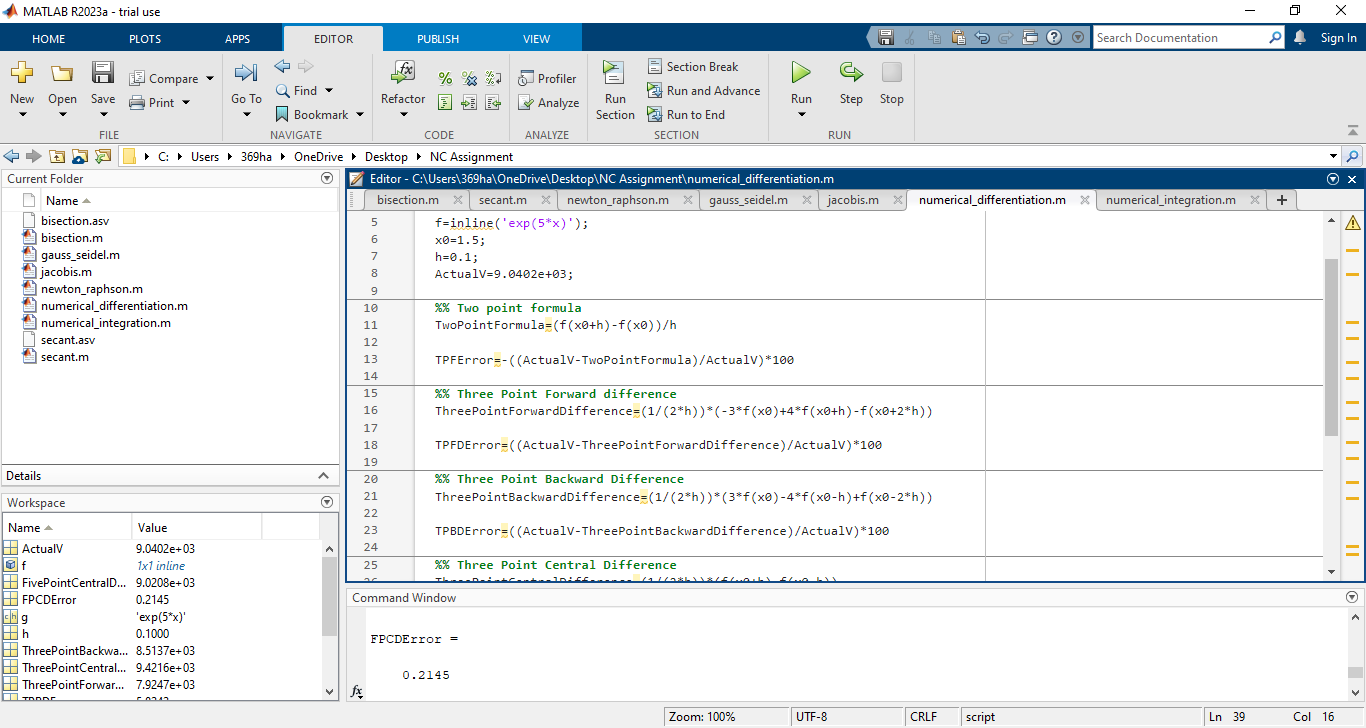 MATLAB R2023a - trial use
HOME PLOTS APPS EDITOR PUBLISH VIEW Search Documentation Sign In
New Open Save Compare Print Go To Find Bookmark Refactor Profiler Analyze Run Section Section Break Run and Advance Run to End Run Step Stop
FILE NAVIGATE CODE ANALYZE SECTION RUN
C: Users 369ha OneDrive Desktop NC Assignment
Current Folder
Name
bisection.asv
bisection.m
gauss_seidel.m
jacobis.m
newton_raphson.m
numerical_differentiation.m
numerical_integration.m
secant.asv
secant.m
Details
Workspace
Name Value
ActualV 9.0402e+03
f 1x1 inline
FivePointCentralD... 9.0208e+03
FPCDError 0.2145
ch g 'exp(5*x)'
h 0.1000
ThreePointBackwa... 8.5137e+03
ThreePointCentral... 9.4216e+03
ThreePointForwar... 7.9247e+03
Editor - C:\Users\369ha\OneDrive\Desktop\NC Assignment\numerical_differentiation.m
bisection.m secant.m newton_raphson.m gauss_seidel.m jacobis.m numerical_differentiation.m numerical_integration.m
5 f=inline('exp(5*x)');
6 x0=1.5;
7 h=0.1;
8 ActualV=9.0402e+03;
9
10 %% Two point formula
11 TwoPointFormula=(f(x0+h)-f(x0))/h
12
13 TPFError=-((ActualV-TwoPointFormula)/ActualV)*100
14
15 %% Three Point Forward difference
16 ThreePointForwardDifference=(1/(2*h))*(-3*f(x0)+4*f(x0+h)-f(x0+2*h))
17
18 TPFDError=((ActualV-ThreePointForwardDifference)/ActualV)*100
19
20 %% Three Point Backward Difference
21 ThreePointBackwardDifference=(1/(2*h))*(3*f(x0)-4*f(x0-h)+f(x0-2*h))
22
23 TPBDError=((ActualV-ThreePointBackwardDifference)/ActualV)*100
24
25 %% Three Point Central Difference
Command Window
FPCDError =
0.2145
fx
Zoom: 100% UTF-8 CRLF script Ln 39 Col 16